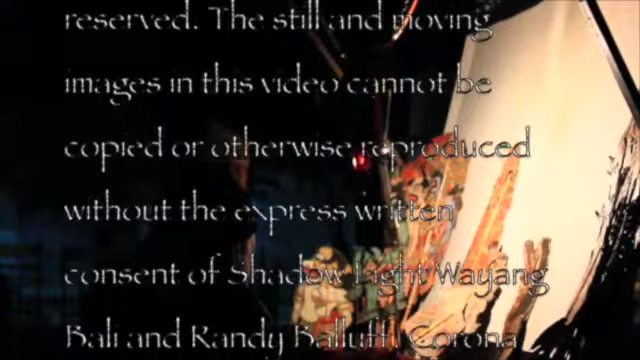 reserved. The still and moving
images in this video cannot be
copied or otherwise reproduced
without the express written
consent of Shadow Light Wayang
Bali and Randy Balluff, Corona